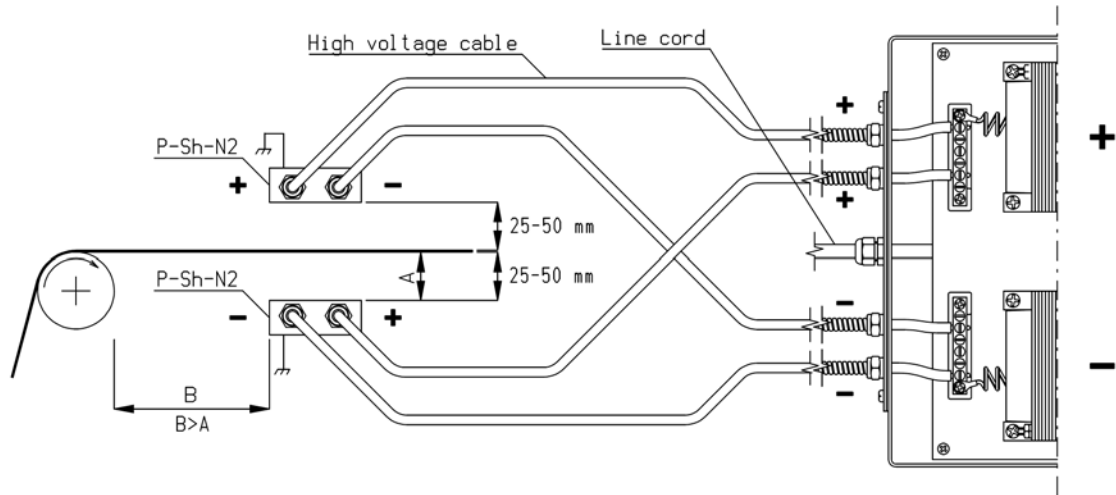 High voltage cable
Line cord
P-Sh-N2
+
-
+
+
+
25-50 mm
A
25-50 mm
P-Sh-N2
-
+
-
-
-
B
B>A